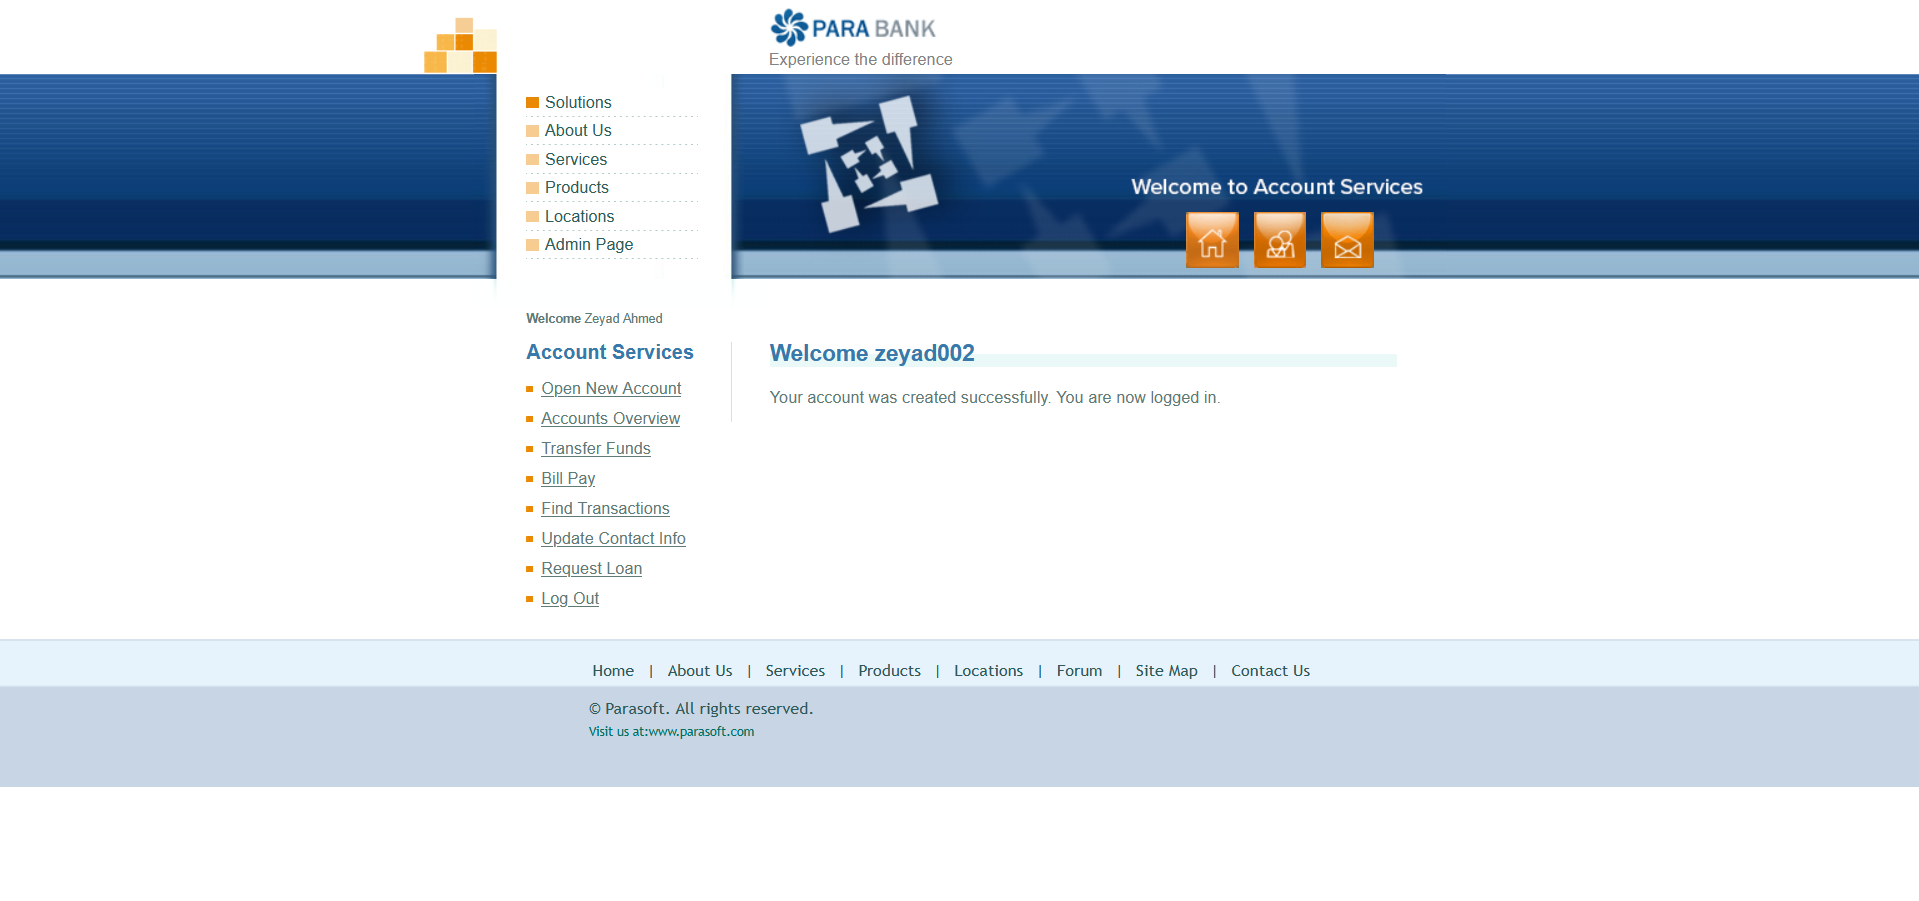 PARA BANK
Experience the difference
Solutions
About Us
Services
Products
Locations
Admin Page
Welcome to Account Services
Welcome Zeyad Ahmed
Account Services
Open New Account
Accounts Overview
Transfer Funds
Bill Pay
Find Transactions
Update Contact Info
Request Loan
Log Out
Welcome zeyad002
Your account was created successfully. You are now logged in.
Home | About Us | Services | Products | Locations | Forum | Site Map | Contact Us
© Parasoft. All rights reserved.
Visit us at:www.parasoft.com